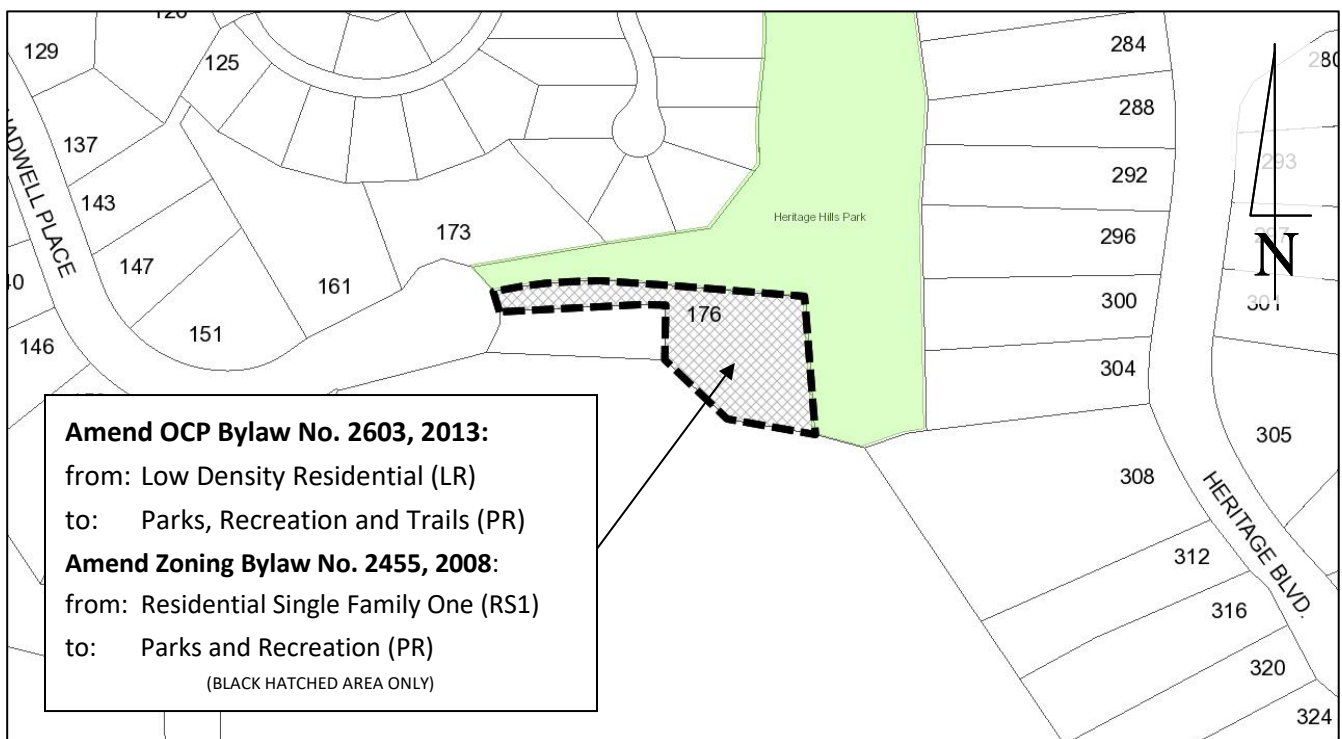 129
125
284
280
288
137
ADWELL PLACE
143
292
293
Heritage Hills Park
173
296
297
N
147
161
300
301
176
151
146
304
305
308
HERITAGE BLVD.
312
316
320
324
Amend OCP Bylaw No. 2603, 2013:
from: Low Density Residential (LR)
to: Parks, Recreation and Trails (PR)
Amend Zoning Bylaw No. 2455, 2008:
from: Residential Single Family One (RS1)
to: Parks and Recreation (PR)
(BLACK HATCHED AREA ONLY)